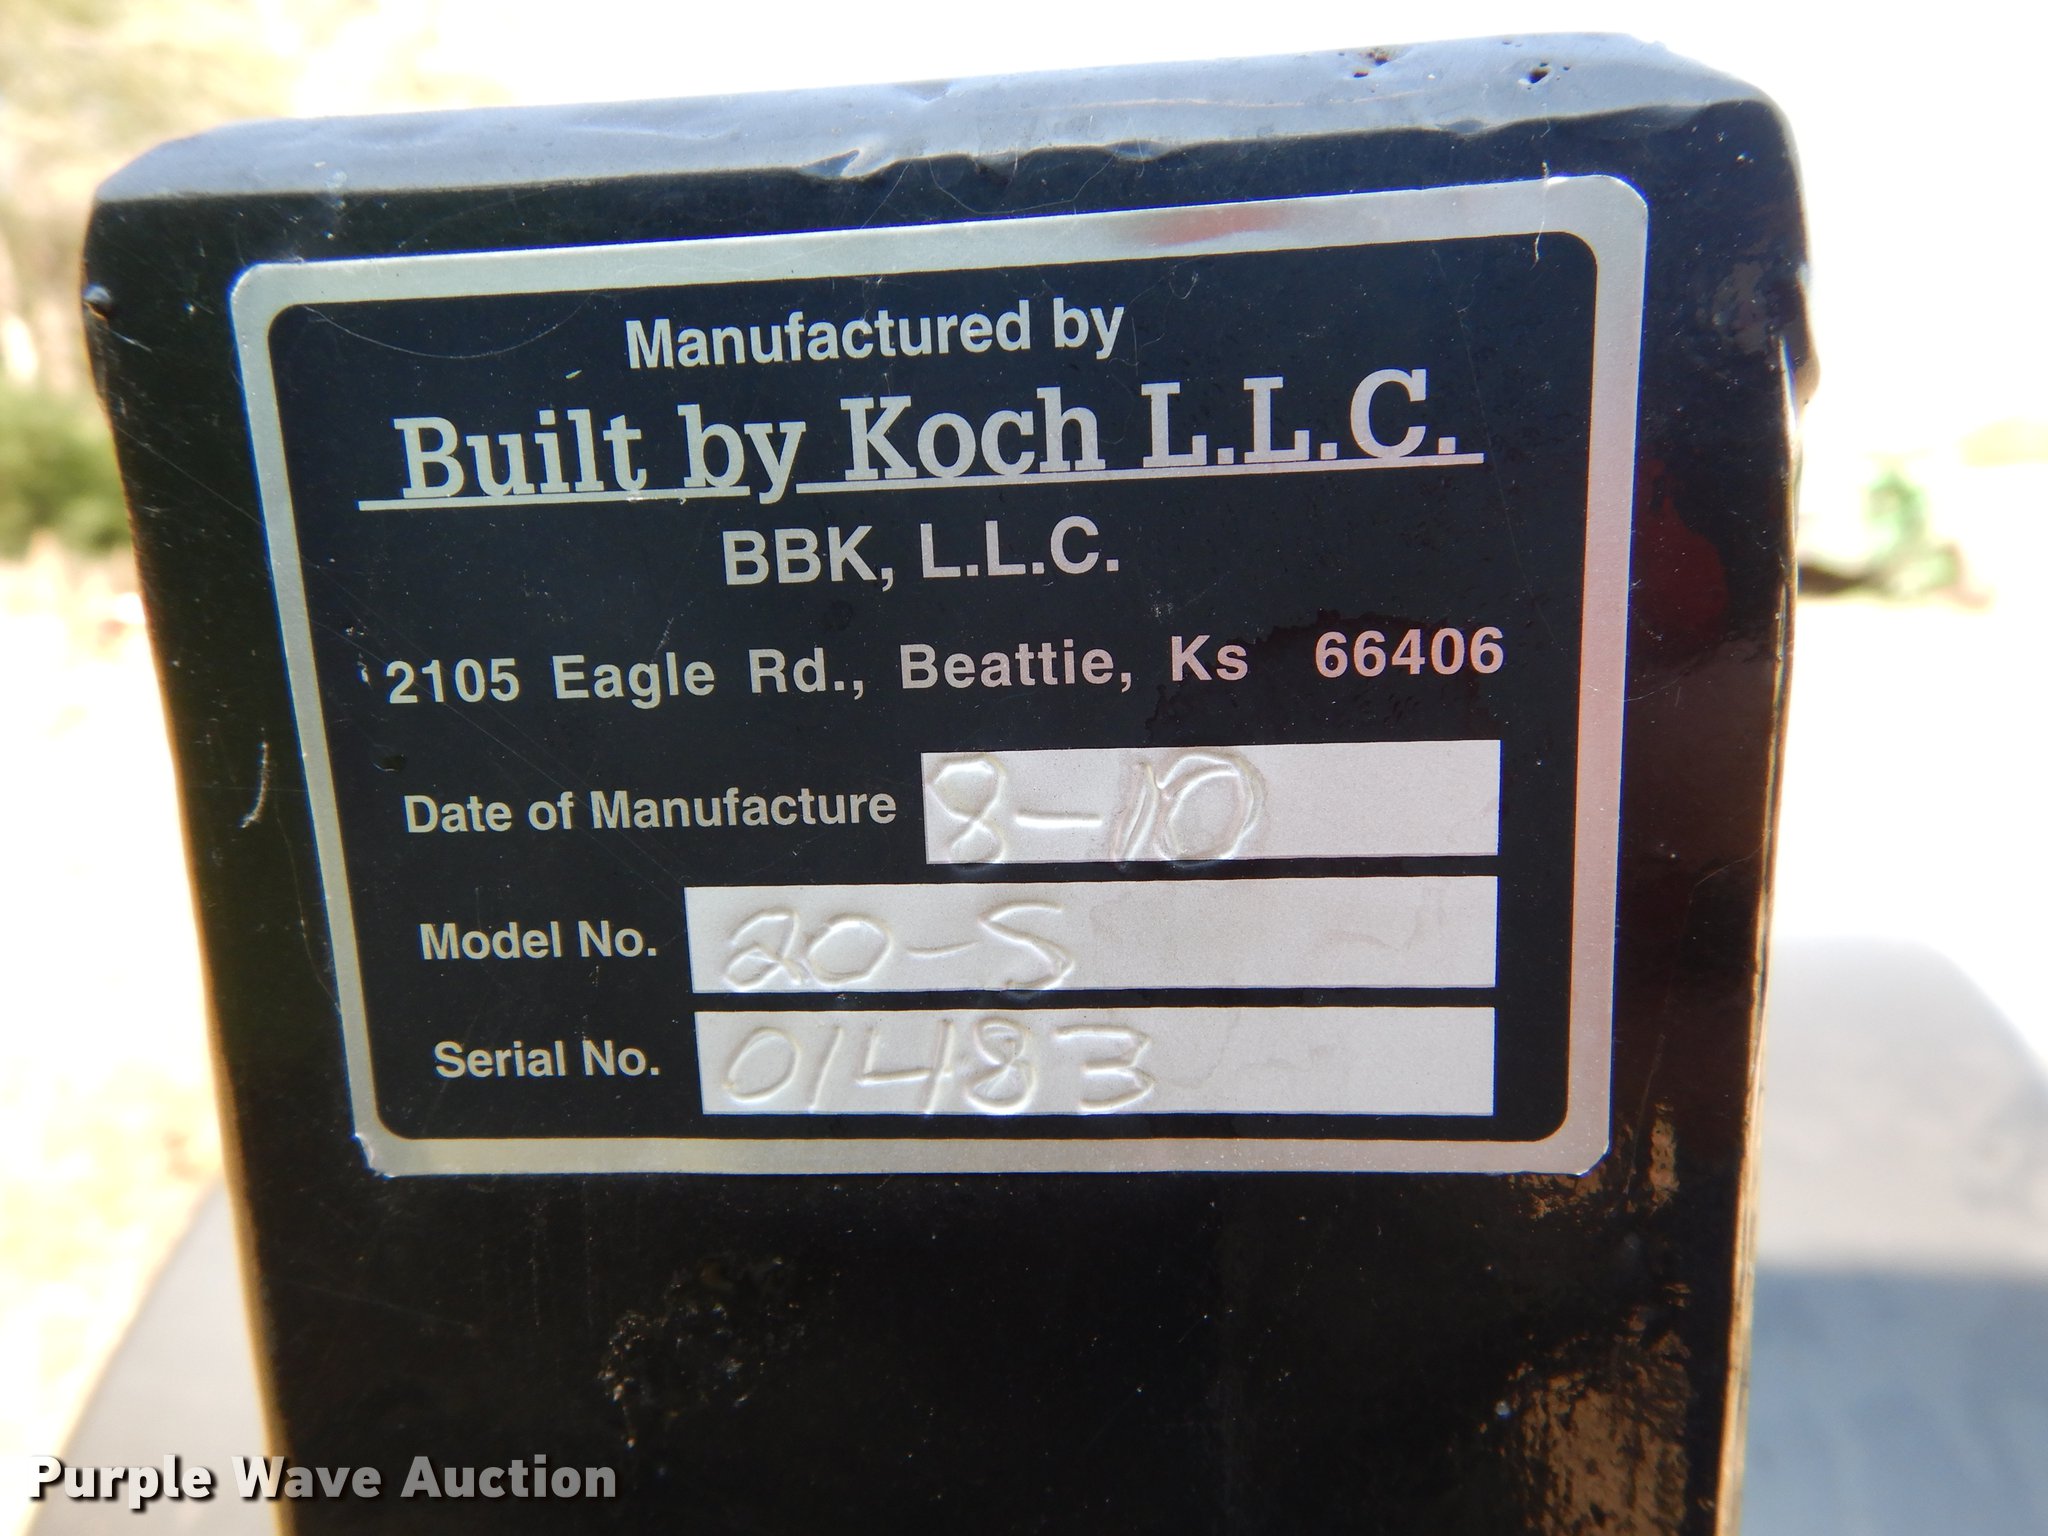 Manufactured by
Built by Koch L.L.C.
BBK, L.L.C.
2105 Eagle Rd., Beattie, Ks 66406
Date of Manufacture 8-10
Model No. 20-S
Serial No. 01483
Purple Wave Auction